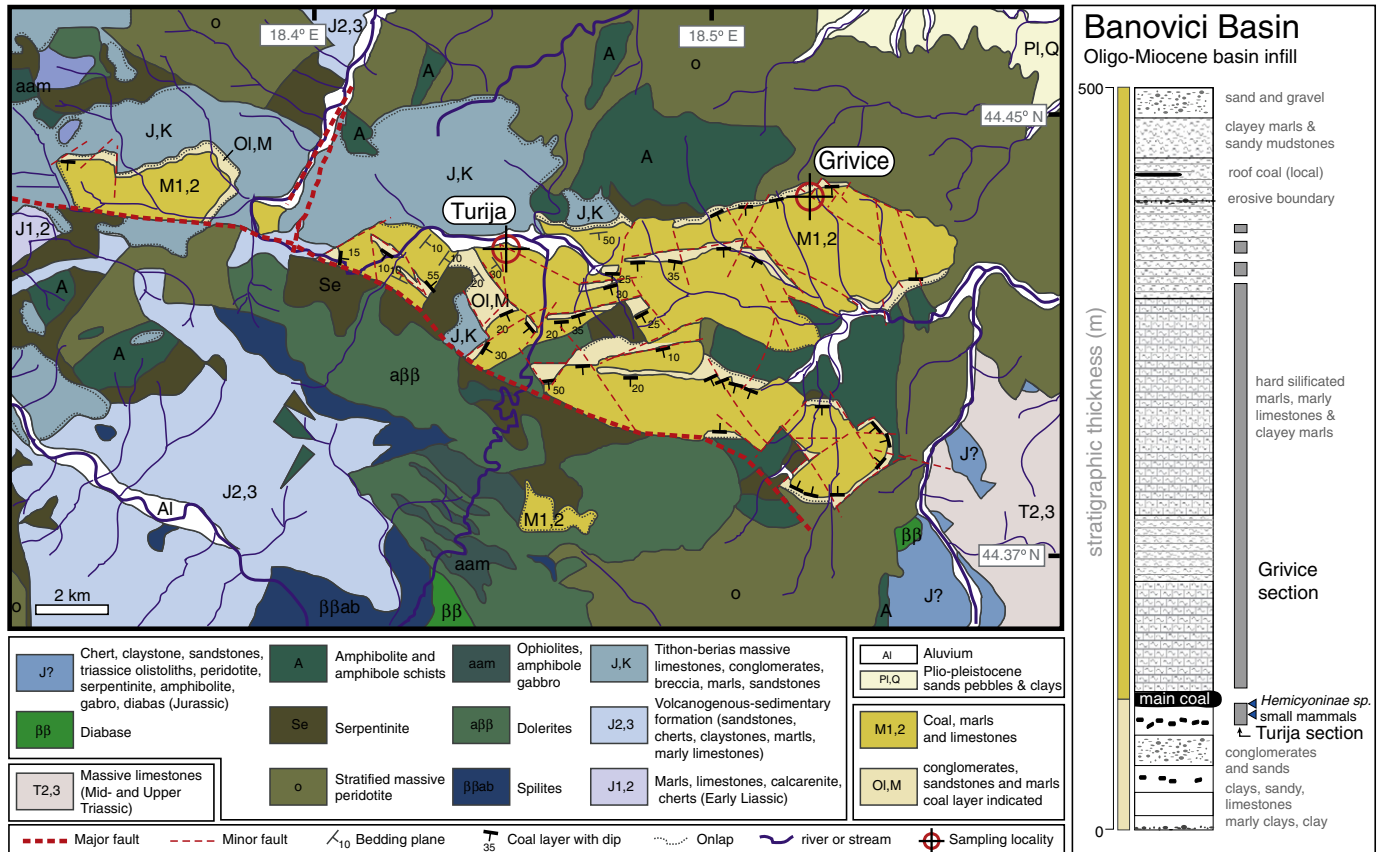 18.4° E
18.5° E
44.45° N
44.37° N
o
J2,3
A
A
o
Pl,Q
aam
J,K
Ol,M
M1,2
A
J,K
A
Grivice
Turija
J,K
M1,2
J1,2
A
15
10
10
10
10
55
30
20
50
25
30
35
25
Se
Ol,M
J,K
20
30
20
35
10
50
20
A
aββ
J2,3
Al
M1,2
aam
ββab
ββ
o
o
A
J?
ββ
J?
T2,3
2 km
J?
Chert, claystone, sandstones,
triassice olistoliths, peridotite,
serpentinite, amphibolite,
gabro, diabas (Jurassic)
ββ
Diabase
T2,3
Massive limestones
(Mid- and Upper
Triassic)
A
Amphibolite and
amphibole schists
Se
Serpentinite
o
Stratified massive
peridotite
aam
Ophiolites,
amphibole
gabbro
aββ
Dolerites
ββab
Spilites
J,K
Tithon-berias massive
limestones, conglomerates,
breccia, marls, sandstones
J2,3
Volcanogenous-sedimentary
formation (sandstones,
cherts, claystones, martls,
marly limestones)
J1,2
Marls, limestones, calcarenite,
cherts (Early Liassic)
Al
Aluvium
Pl,Q
Plio-pleistocene
sands pebbles & clays
M1,2
Coal, marls
and limestones
Ol,M
conglomerates,
sandstones and marls
coal layer indicated
Major fault
Minor fault
10
Bedding plane
35
Coal layer with dip
Onlap
river or stream
Sampling locality
Banovici Basin
Oligo-Miocene basin infill
500
stratigraphic thickness (m)
0
sand and gravel
clayey marls &
sandy mudstones
roof coal (local)
erosive boundary
hard silificated
marls, marly
limestones &
clayey marls
Grivice
section
main coal
Hemicyoninae sp.
small mammals
Turija section
conglomerates
and sands
clays, sandy,
limestones
marly clays, clay